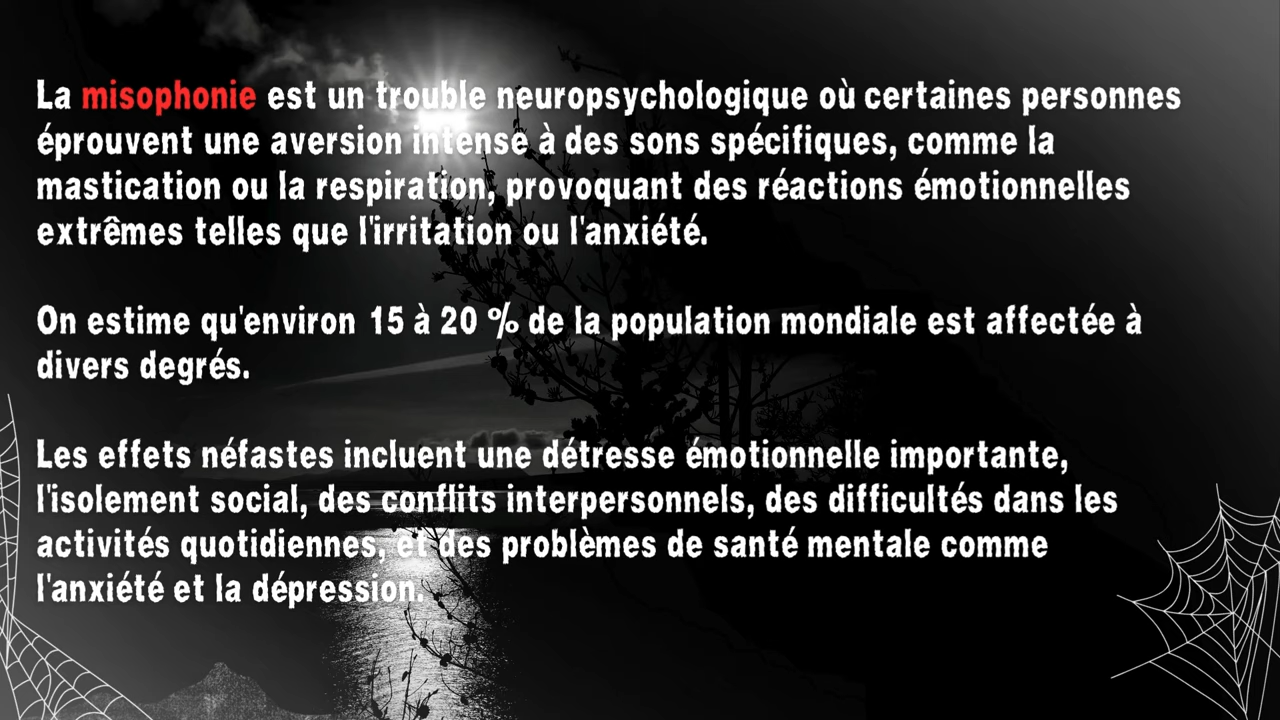 La misophonie est un trouble neuropsychologique où certaines personnes
éprouvent une aversion intense à des sons spécifiques, comme la
mastication ou la respiration, provoquant des réactions émotionnelles
extrêmes telles que l'irritation ou l'anxiété.
On estime qu'environ 15 à 20 % de la population mondiale est affectée à
divers degrés.
Les effets néfastes incluent une détresse émotionnelle importante,
l'isolement social, des conflits interpersonnels, des difficultés dans les
activités quotidiennes, et des problèmes de santé mentale comme
l'anxiété et la dépression.